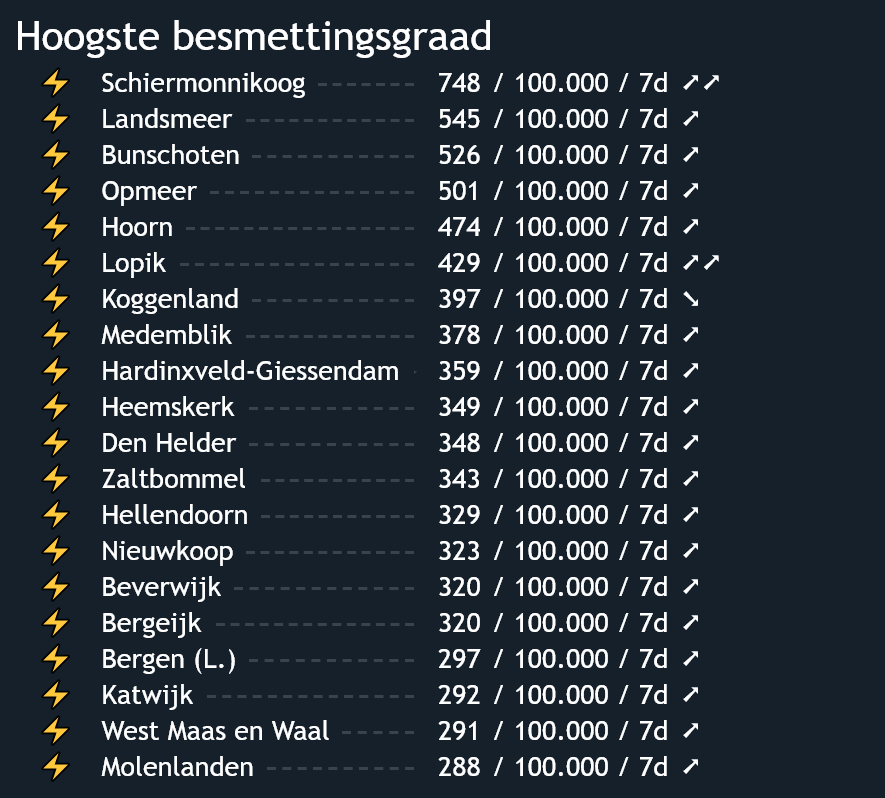 Hoogste besmettingsgraad
⚡ Schiermonnikoog 748 / 100.000 / 7d ➚➚
⚡ Landsmeer 545 / 100.000 / 7d ➚
⚡ Bunschoten 526 / 100.000 / 7d ➚
⚡ Opmeer 501 / 100.000 / 7d ➚
⚡ Hoorn 474 / 100.000 / 7d ➚
⚡ Lopik 429 / 100.000 / 7d ➚➚
⚡ Koggenland 397 / 100.000 / 7d ➘
⚡ Medemblik 378 / 100.000 / 7d ➚
⚡ Hardinxveld-Giessendam 359 / 100.000 / 7d ➚
⚡ Heemskerk 349 / 100.000 / 7d ➚
⚡ Den Helder 348 / 100.000 / 7d ➚
⚡ Zaltbommel 343 / 100.000 / 7d ➚
⚡ Hellendoorn 329 / 100.000 / 7d ➚
⚡ Nieuwkoop 323 / 100.000 / 7d ➚
⚡ Beverwijk 320 / 100.000 / 7d ➚
⚡ Bergeijk 320 / 100.000 / 7d ➚
⚡ Bergen (L.) 297 / 100.000 / 7d ➚
⚡ Katwijk 292 / 100.000 / 7d ➚
⚡ West Maas en Waal 291 / 100.000 / 7d ➚
⚡ Molenlanden 288 / 100.000 / 7d ➚